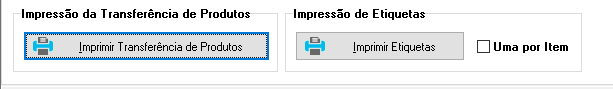 Impressão da Transferência de Produtos
Imprimir Transferência de Produtos
Impressão de Etiquetas
Imprimir Etiquetas
Uma por Item